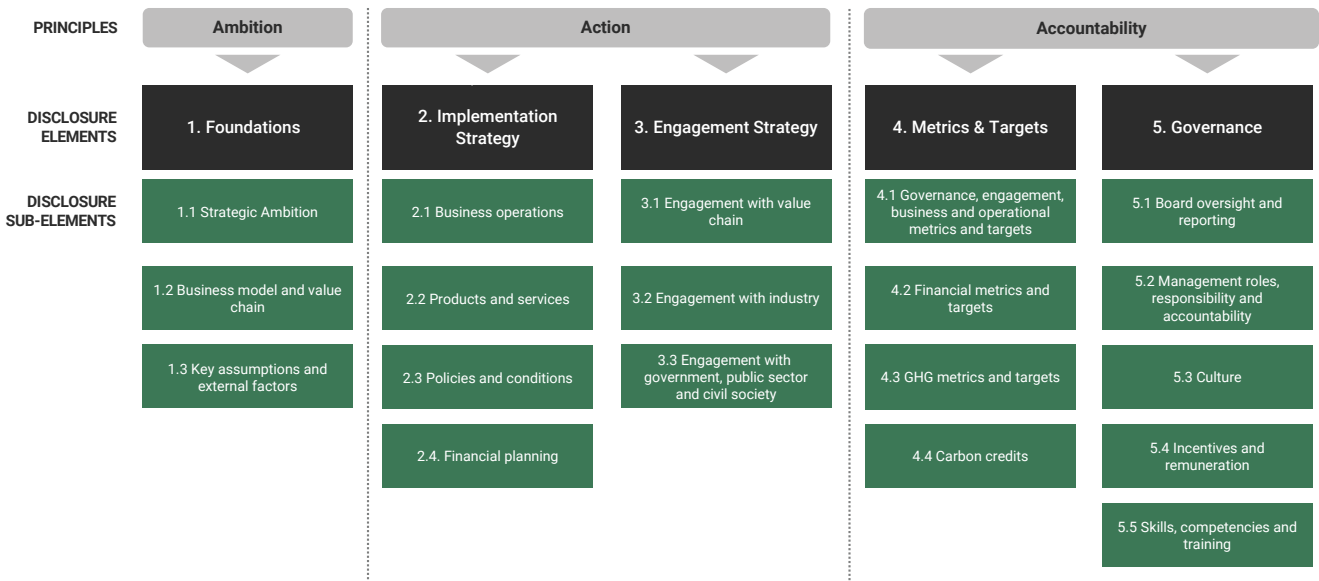 PRINCIPLES
Ambition
Action
Accountability
DISCLOSURE
ELEMENTS
1. Foundations
2. Implementation
Strategy
3. Engagement Strategy
4. Metrics & Targets
5. Governance
DISCLOSURE
SUB-ELEMENTS
1.1 Strategic Ambition
2.1 Business operations
3.1 Engagement with value
chain
4.1 Governance, engagement,
business and operational
metrics and targets
5.1 Board oversight and
reporting
1.2 Business model and value
chain
2.2 Products and services
3.2 Engagement with industry
4.2 Financial metrics and
targets
5.2 Management roles,
responsibility and
accountability
1.3 Key assumptions and
external factors
2.3 Policies and conditions
3.3 Engagement with
government, public sector
and civil society
4.3 GHG metrics and targets
5.3 Culture
2.4. Financial planning
4.4 Carbon credits
5.4 Incentives and
remuneration
5.5 Skills, competencies and
training